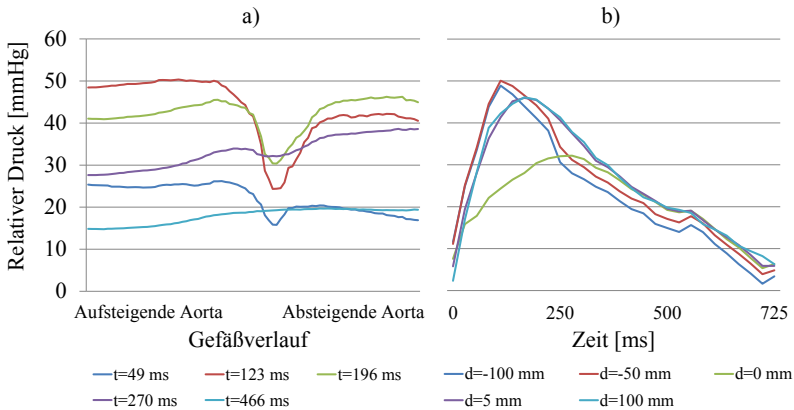 a)
b)
Relativer Druck [mmHg]
60
50
40
30
20
10
0
Aufsteigende Aorta
Absteigende Aorta
Gefäßverlauf
0
250
500
725
Zeit [ms]
t=49 ms
t=123 ms
t=196 ms
t=270 ms
t=466 ms
d=-100 mm
d=-50 mm
d=0 mm
d=5 mm
d=100 mm